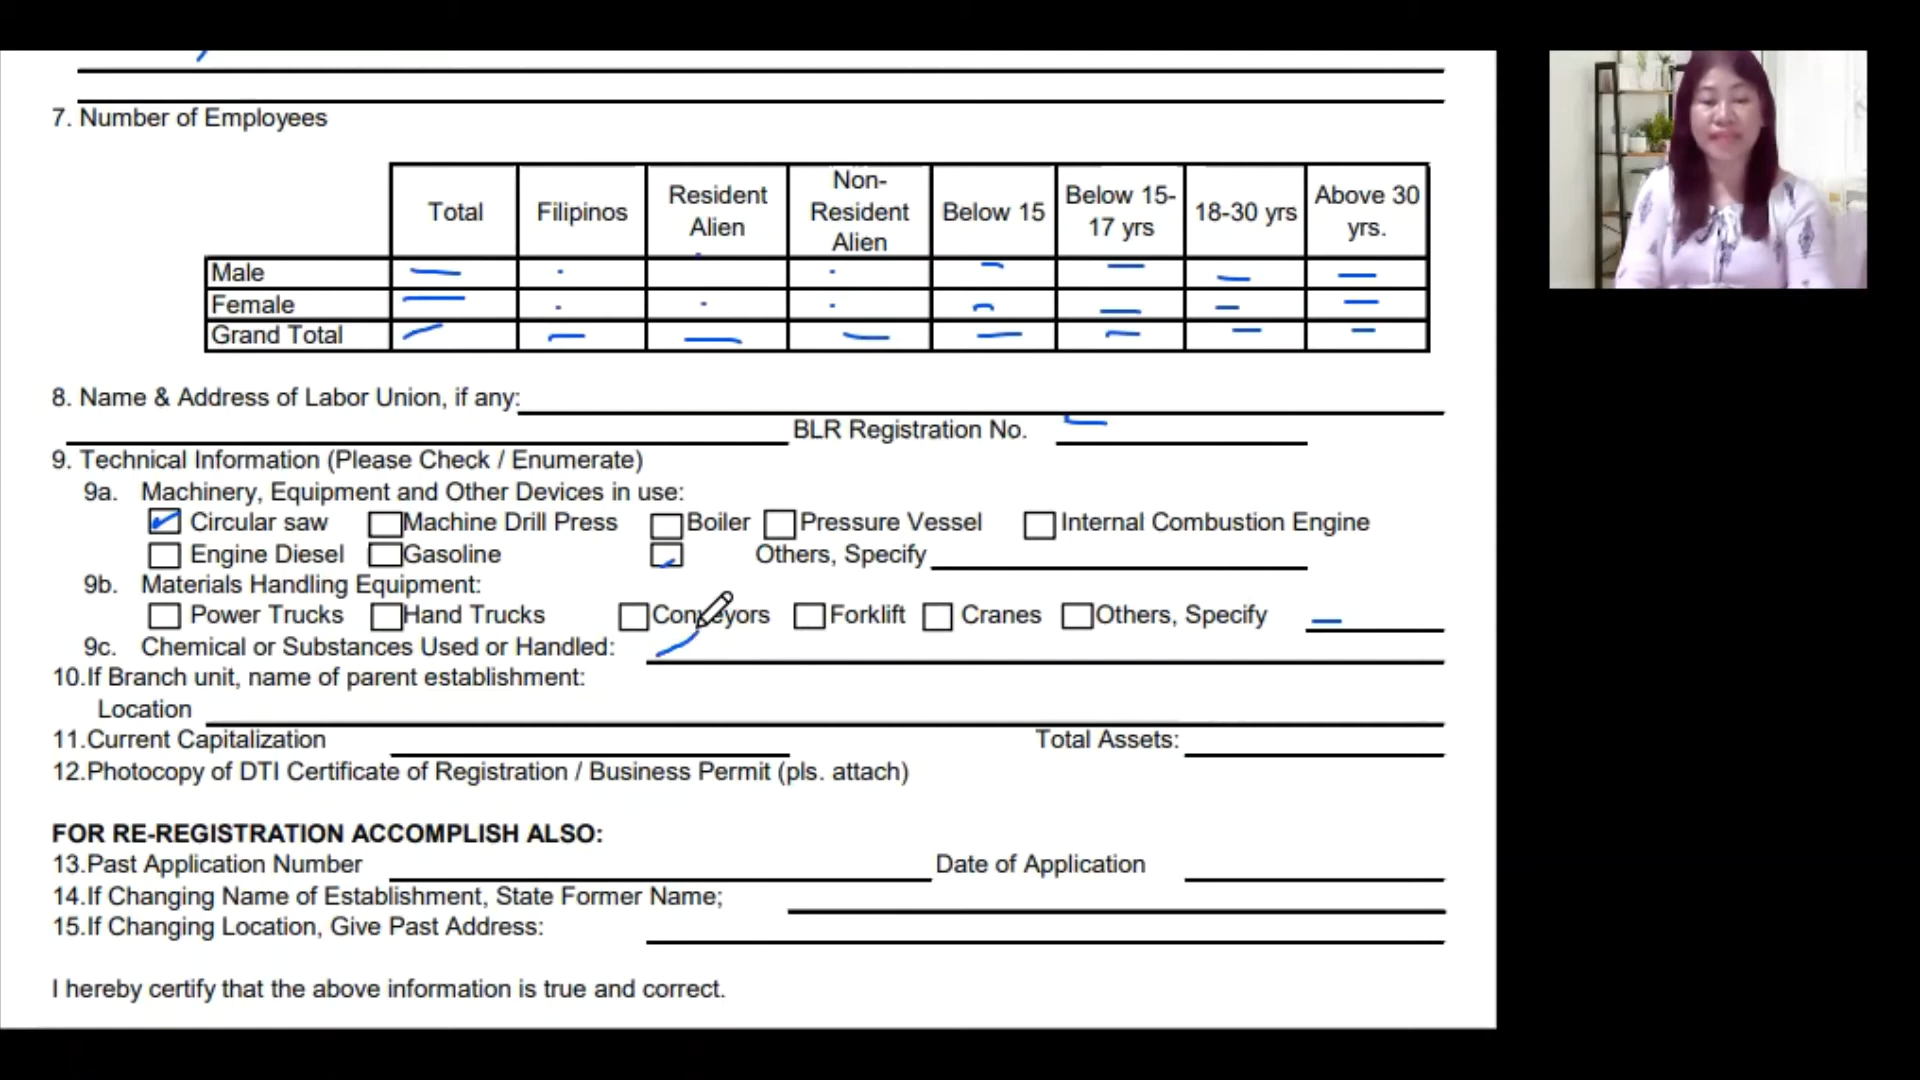 7. Number of Employees
Total Filipinos Resident Alien Non-Resident Alien Below 15 Below 15-17 yrs 18-30 yrs Above 30 yrs.
Male
Female
Grand Total
8. Name & Address of Labor Union, if any:
BLR Registration No.
9. Technical Information (Please Check / Enumerate)
9a. Machinery, Equipment and Other Devices in use:
Circular saw Machine Drill Press Boiler Pressure Vessel Internal Combustion Engine
Engine Diesel Gasoline Others, Specify
9b. Materials Handling Equipment:
Power Trucks Hand Trucks Conveyors Forklift Cranes Others, Specify
9c. Chemical or Substances Used or Handled:
10.If Branch unit, name of parent establishment:
Location
11.Current Capitalization Total Assets:
12.Photocopy of DTI Certificate of Registration / Business Permit (pls. attach)
FOR RE-REGISTRATION ACCOMPLISH ALSO:
13.Past Application Number Date of Application
14.If Changing Name of Establishment, State Former Name;
15.If Changing Location, Give Past Address:
I hereby certify that the above information is true and correct.